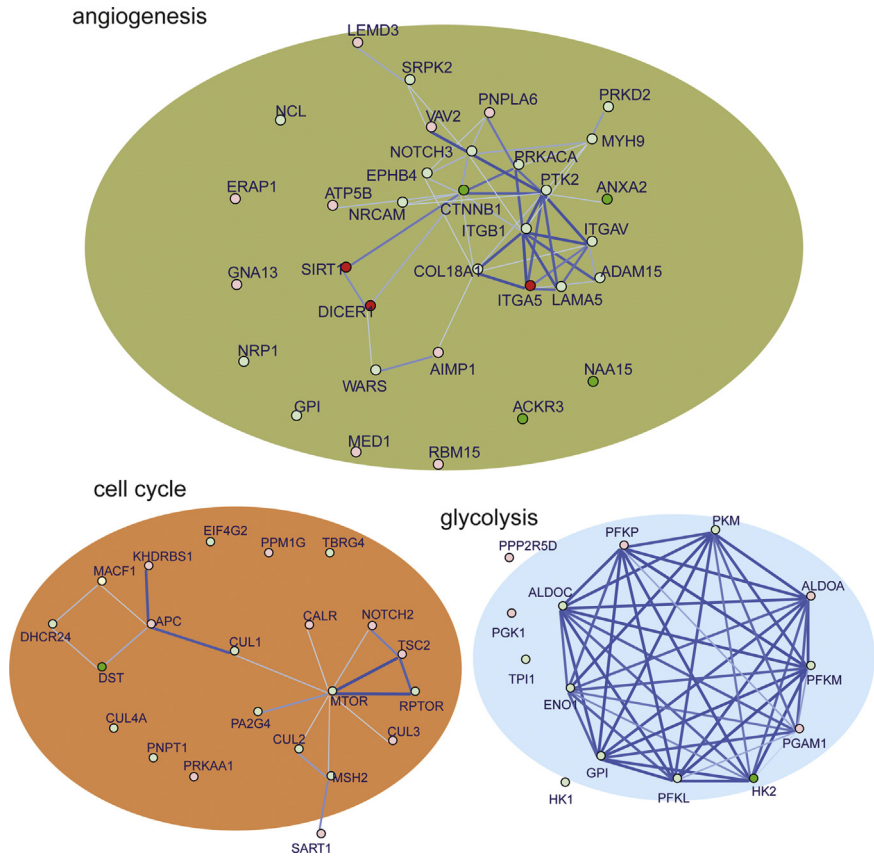 angiogenesis
LEMD3
SRPK2
NCL
VAV2
PNPLA6
PRKD2
MYH9
NOTCH3
PRKACA
EPHB4
PTK2
ERAP1
ATP5B
NRCAM
CTNNB1
ANXA2
ITGB1
ITGAV
SIRT1
COL18A1
GNA13
ITGA5
LAMA5
ADAM15
DICER1
NRP1
WARS
AIMP1
NAA15
GPI
ACKR3
MED1
RBM15
cell cycle
EIF4G2
PPM1G
TBRG4
KHDRBS1
MACF1
CALR
NOTCH2
DHCR24
APC
CUL1
TSC2
DST
MTOR
RPTOR
CUL4A
PA2G4
CUL2
CUL3
PNPT1
PRKAA1
MSH2
SART1
glycolysis
PKM
PFKP
PPP2R5D
ALDOC
ALDOA
PGK1
TPI1
PFKM
ENO1
PGAM1
GPI
HK1
PFKL
HK2